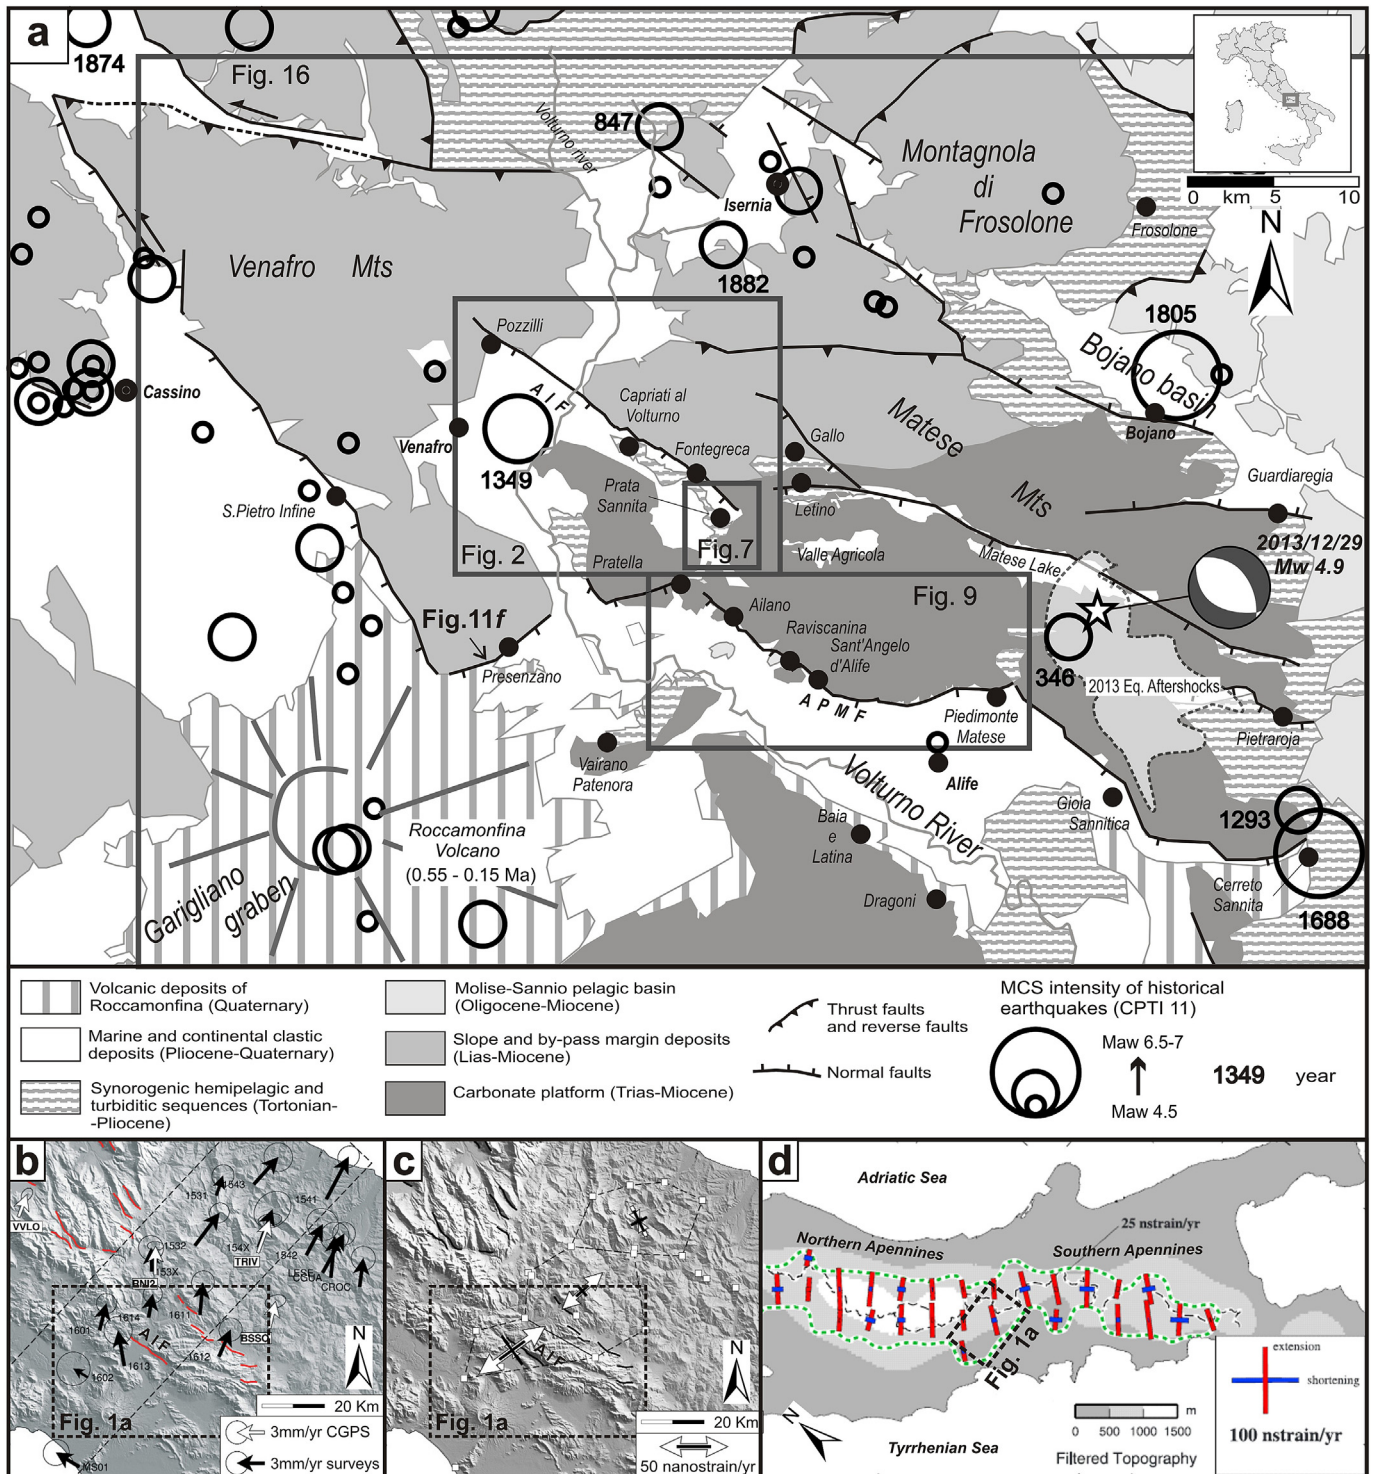 a
1874
Fig. 16
Volturno river
847
Isernia
1882
Montagnola
di
Frosolone
Frosolone
0 km 5 10
N
Venafro Mts
1805
Bojano basin
Bojano
Pozzilli
A I F
Capriati al
Volturno
Fontegreca
Cassino
Venafro
1349
Prata
Sannita
Gallo
Letino
Matese
Mts
Guardiaregia
2013/12/29
Mw 4.9
S.Pietro Infine
Fig. 2
Fig.7
Pratella
Valle Agricola
Matese Lake
Fig. 9
Ailano
Raviscanina
Sant'Angelo
d'Alife
346
2013 Eq. Aftershocks
Fig.11f
Presenzano
A P M F
Piedimonte
Matese
Pietraroja
Vairano
Patenora
Alife
Volturno River
Gioia
Sannitica
1293
Baia
e
Latina
Roccamonfina
Volcano
(0.55 - 0.15 Ma)
Garigliano
graben
Dragoni
Cerreto
Sannita
1688
Volcanic deposits of
Roccamonfina (Quaternary)
Marine and continental clastic
deposits (Pliocene-Quaternary)
Synorogenic hemipelagic and
turbiditic sequences (Tortonian-
-Pliocene)
Molise-Sannio pelagic basin
(Oligocene-Miocene)
Slope and by-pass margin deposits
(Lias-Miocene)
Carbonate platform (Trias-Miocene)
Thrust faults
and reverse faults
Normal faults
MCS intensity of historical
earthquakes (CPTI 11)
Maw 6.5-7
Maw 4.5
1349 year
b
VVLO
1531
1543
1541
1532
153X
154X
TRIV
1542
CROC
BNI2
1601
1614
1611
A I F
1613
1612
BSSO
1602
Fig. 1a
MS01
N
20 Km
3mm/yr CGPS
3mm/yr surveys
c
A I F
Fig. 1a
N
20 Km
50 nanostrain/yr
d
Adriatic Sea
25 nstrain/yr
Northern Apennines
Southern Apennines
Fig. 1a
N
Tyrrhenian Sea
m
0 500 1000 1500
Filtered Topography
extension
shortening
100 nstrain/yr